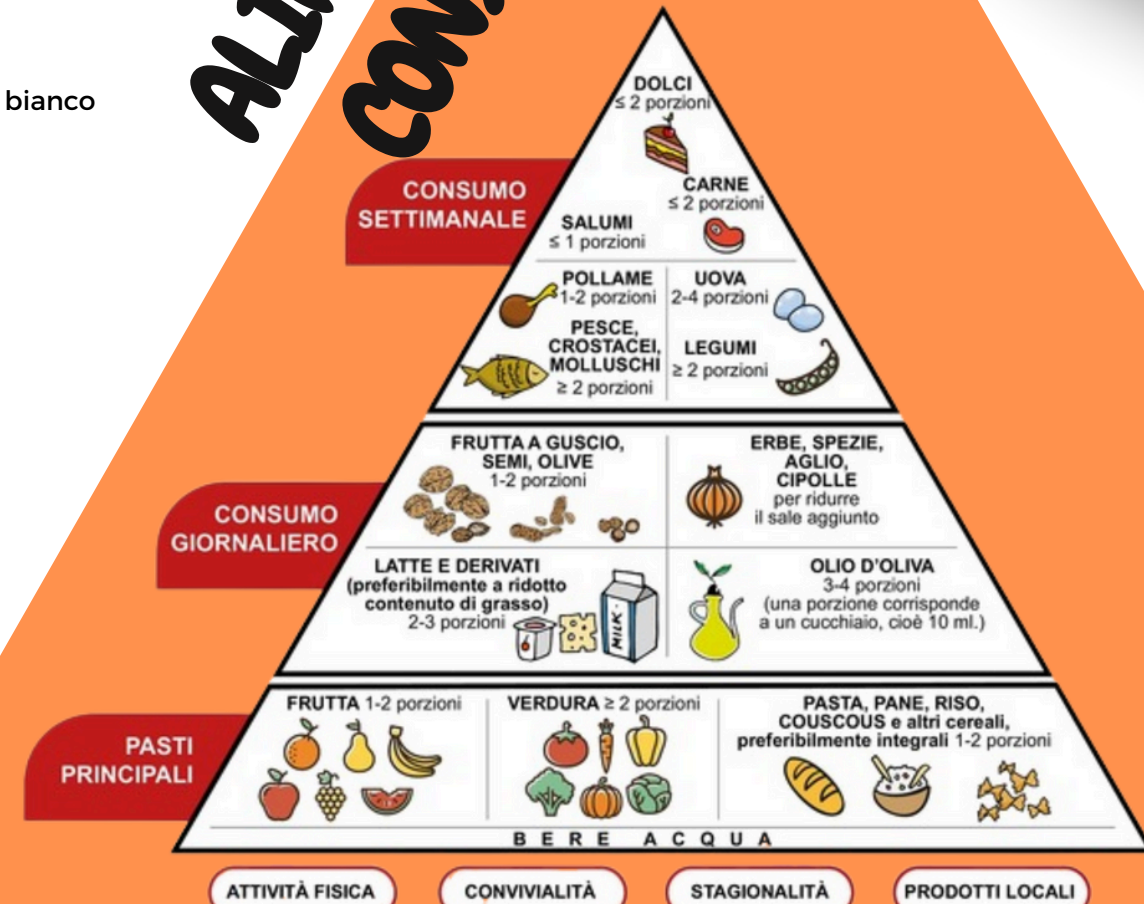 bianco
DOLCI
≤ 2 porzioni
CARNE
≤ 2 porzioni
SALUMI
≤ 1 porzioni
CONSUMO
SETTIMANALE
POLLAME
1-2 porzioni
UOVA
2-4 porzioni
PESCE,
CROSTACEI,
MOLLUSCHI
≥ 2 porzioni
LEGUMI
≥ 2 porzioni
CONSUMO
GIORNALIERO
FRUTTA A GUSCIO,
SEMI, OLIVE
1-2 porzioni
ERBE, SPEZIE,
AGLIO,
CIPOLLE
per ridurre
il sale aggiunto
LATTE E DERIVATI
(preferibilmente a ridotto
contenuto di grasso)
2-3 porzioni
MILK
OLIO D'OLIVA
3-4 porzioni
(una porzione corrisponde
a un cucchiaio, cioè 10 ml.)
PASTI
PRINCIPALI
FRUTTA 1-2 porzioni
VERDURA ≥ 2 porzioni
PASTA, PANE, RISO,
COUSCOUS e altri cereali,
preferibilmente integrali 1-2 porzioni
BERE ACQUA
ATTIVITÀ FISICA
CONVIVIALITÀ
STAGIONALITÀ
PRODOTTI LOCALI